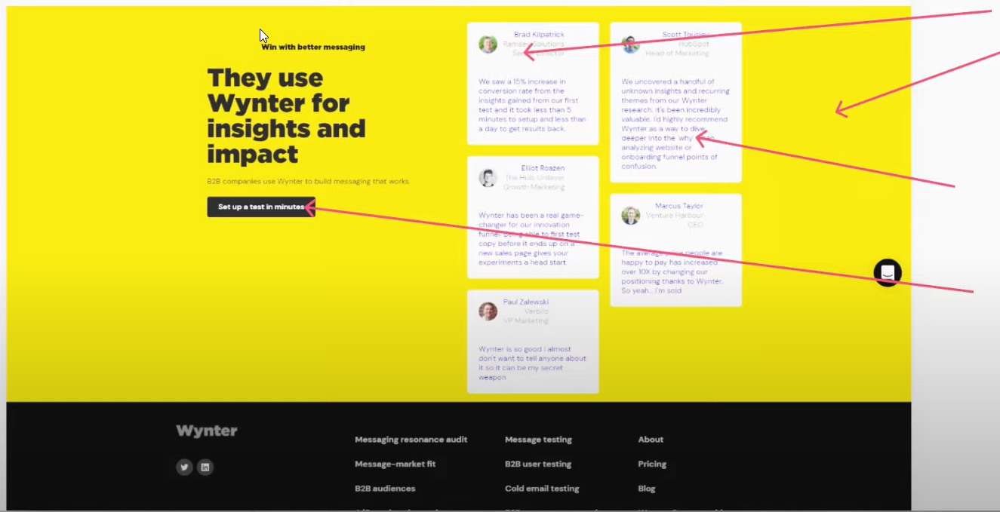 Win with better messaging
They use
Wynter for
insights and
impact
B2B companies use Wynter to build messaging that works.
Set up a test in minutes
Brad Kilpatrick
Ramsey Solutions
Director
We saw a 15% increase in
conversion rate from the
insights gained from our first
test and it took less than 5
minutes to setup and less than
a day to get results back.
Elliot Roazen
The Hub, Unilever
Growth Marketing
Wynter has been a real game-
changer for our innovation
funnel. Being able to first test
copy before it ends up on a
new sales page gives your
experiments a head start.
Paul Zalewski
Verblio
VP Marketing
Wynter is so good I almost
don't want to tell anyone about
it so it can be my secret
weapon
Scott Tousley
HubSpot
Head of Marketing
We uncovered a handful of
unknown insights and recurring
themes from our Wynter
research. It's been incredibly
valuable. I'd highly recommend
Wynter as a way to dive
deeper into the 'why'
analyzing website or
onboarding funnel points of
confusion.
Marcus Taylor
Venture Harbour
CEO
The average price people are
happy to pay has increased
over 10X by changing our
positioning thanks to Wynter.
So yeah... I'm sold
Wynter
Messaging resonance audit
Message-market fit
B2B audiences
Message testing
B2B user testing
Cold email testing
About
Pricing
Blog